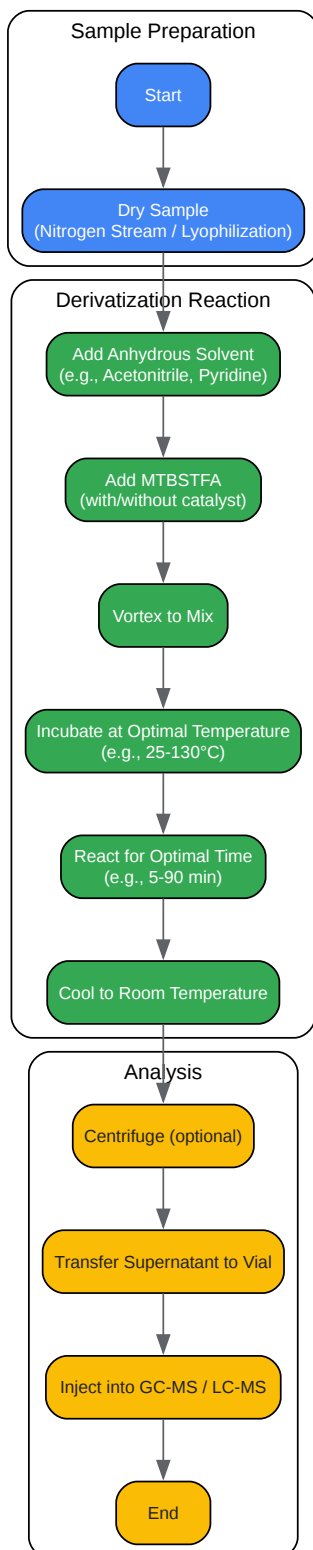 Sample Preparation
Start
Dry Sample
(Nitrogen Stream / Lyophilization)
Derivatization Reaction
Add Anhydrous Solvent
(e.g., Acetonitrile, Pyridine)
Add MTBSTFA
(with/without catalyst)
Vortex to Mix
Incubate at Optimal Temperature
(e.g., 25-130°C)
React for Optimal Time
(e.g., 5-90 min)
Cool to Room Temperature
Analysis
Centrifuge (optional)
Transfer Supernatant to Vial
Inject into GC-MS / LC-MS
End